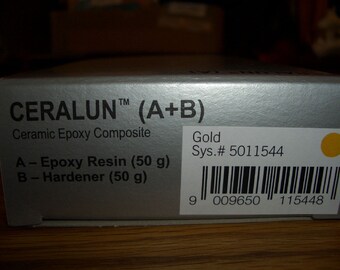 CERALUN™ (A+B)
Ceramic Epoxy Composite
A – Epoxy Resin (50 g)
B – Hardener (50 g)
Gold
Sys.# 5011544
9 009650 115448